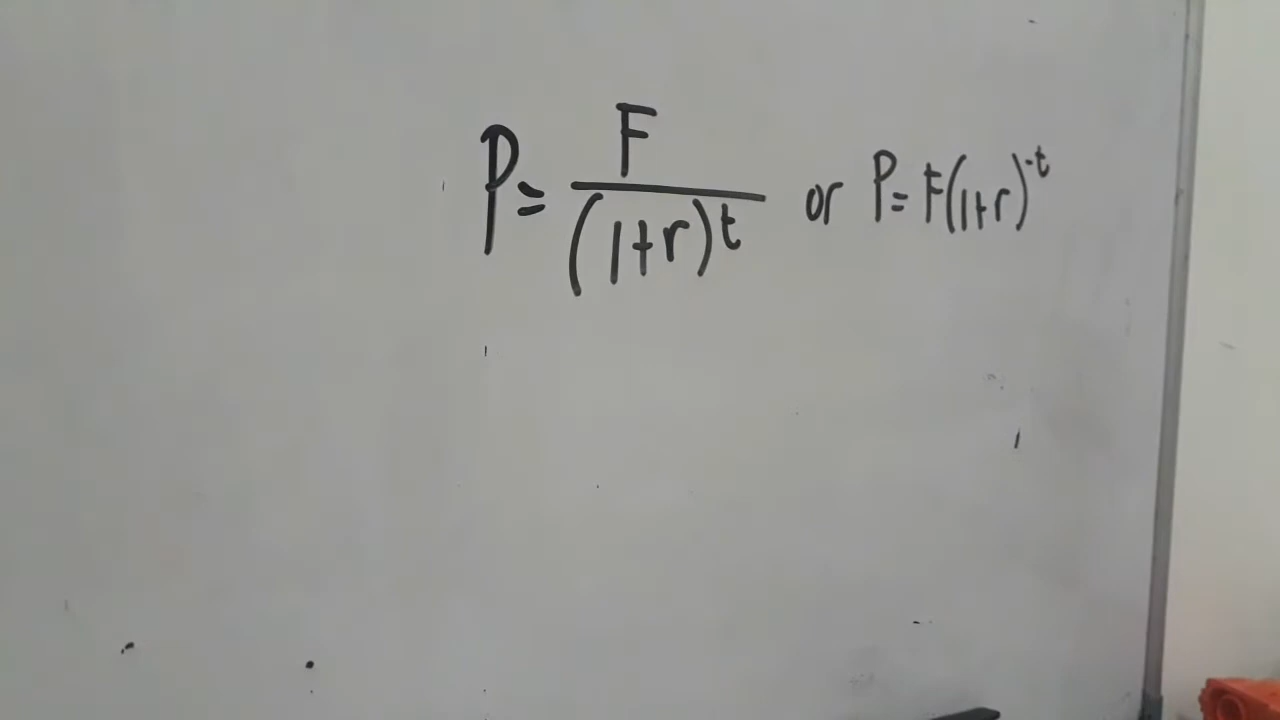 P = F / (1+r)^t or P = F(1+r)^-t